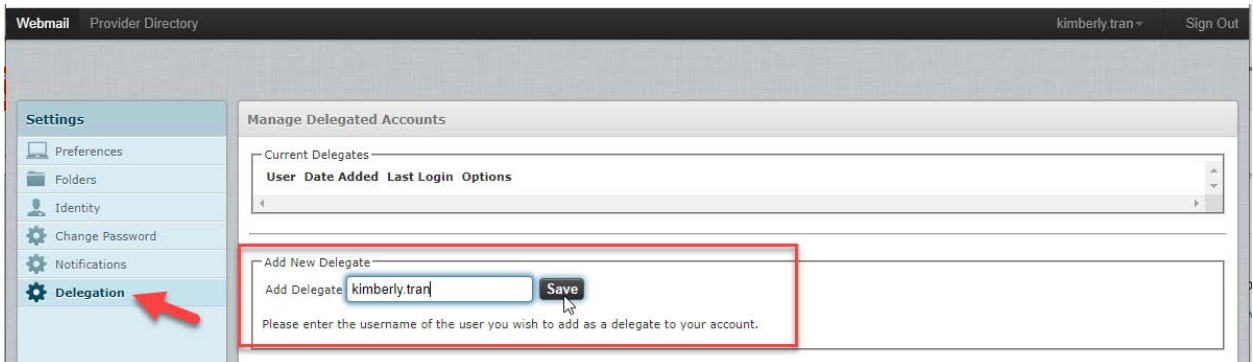 Webmail Provider Directory kimberly.tran Sign Out
Settings
Preferences
Folders
Identity
Change Password
Notifications
Delegation
Manage Delegated Accounts
Current Delegates
User Date Added Last Login Options
Add New Delegate
Add Delegate kimberly.tran Save
Please enter the username of the user you wish to add as a delegate to your account.